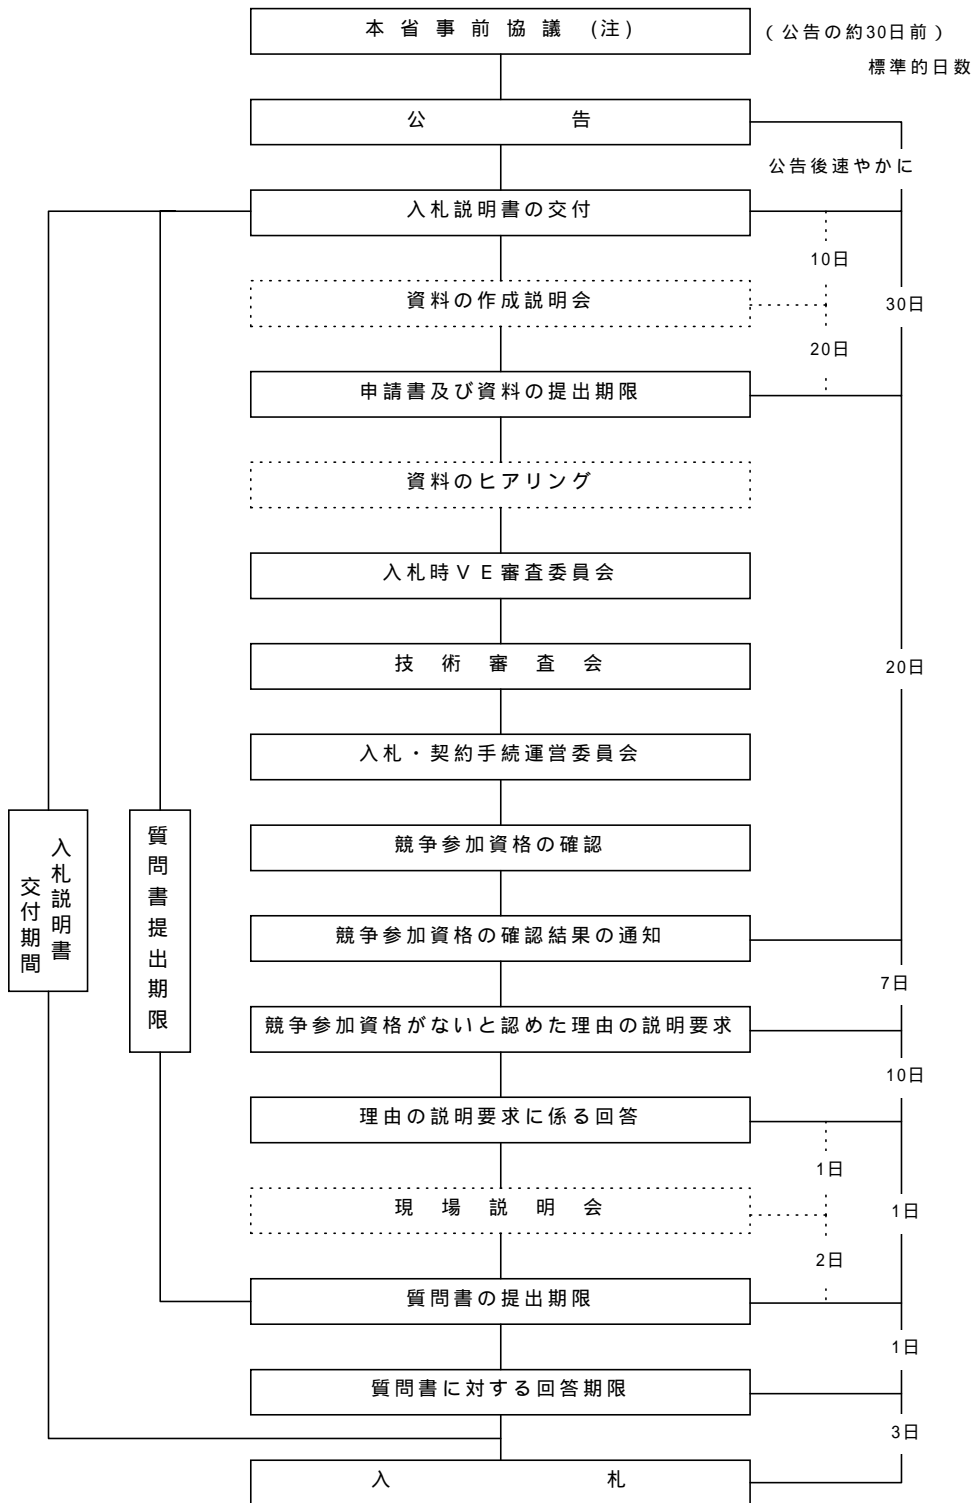 本省事前協議 (注)
(公告の約30日前)
標準的日数
公告
公告後速やかに
入札説明書の交付
10日
資料の作成説明会
30日
20日
申請書及び資料の提出期限
資料のヒアリング
入札時VE審査委員会
技術審査会
20日
入札・契約手続運営委員会
競争参加資格の確認
入札説明書
交付期間
質問書提出期限
競争参加資格の確認結果の通知
7日
競争参加資格がないと認めた理由の説明要求
10日
理由の説明要求に係る回答
1日
現場説明会
1日
2日
質問書の提出期限
1日
質問書に対する回答期限
3日
入札